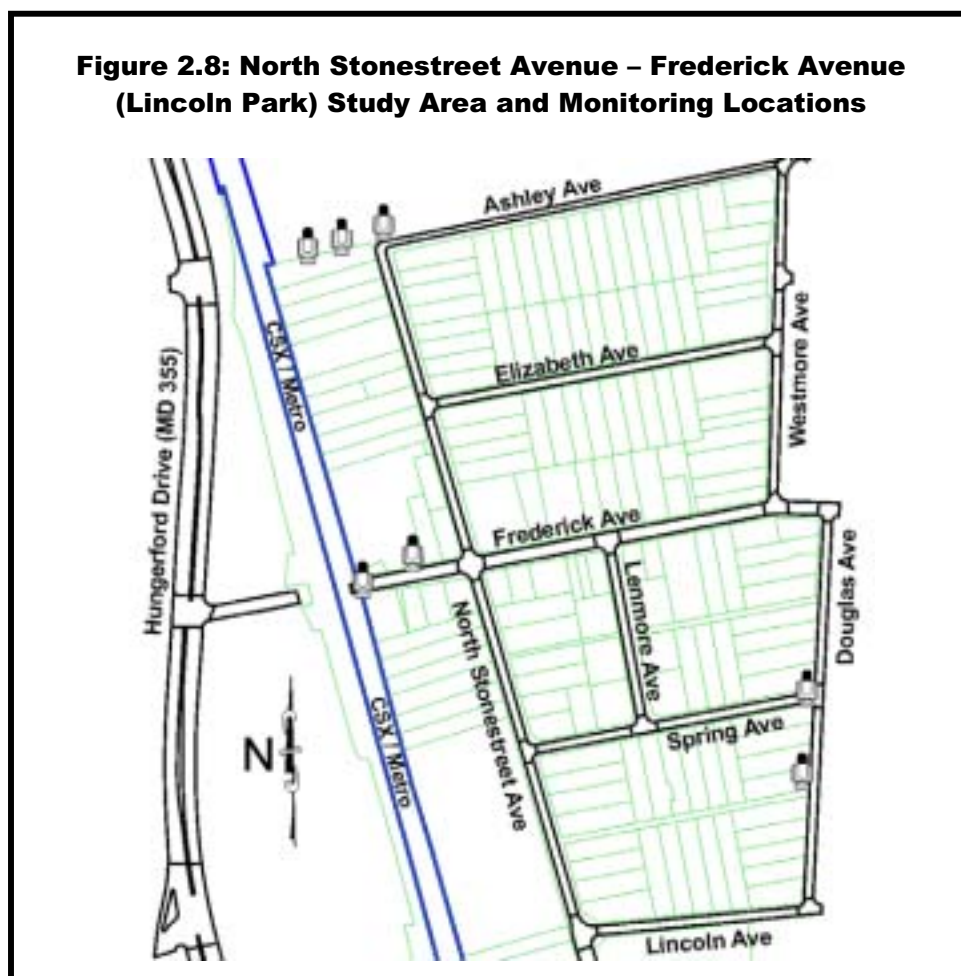 Figure 2.8: North Stonestreet Avenue – Frederick Avenue
(Lincoln Park) Study Area and Monitoring Locations
Ashley Ave
CSX / Metro
Elizabeth Ave
Westmore Ave
Hungerford Drive (MD 355)
Frederick Ave
Lenmore Ave
Douglas Ave
North Stonestreet Ave
CSX / Metro
Spring Ave
N
Lincoln Ave